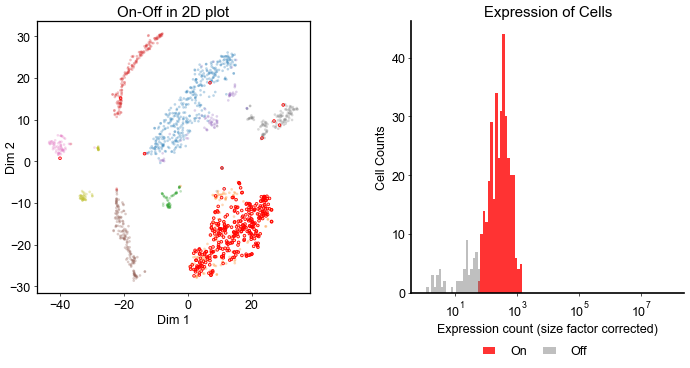 On-Off in 2D plot
30
20
10
0
−10
−20
−30
Dim 2
−40
−20
0
20
Dim 1
Expression of Cells
40
30
20
10
0
Cell Counts
10^1
10^3
10^5
10^7
Expression count (size factor corrected)
On
Off